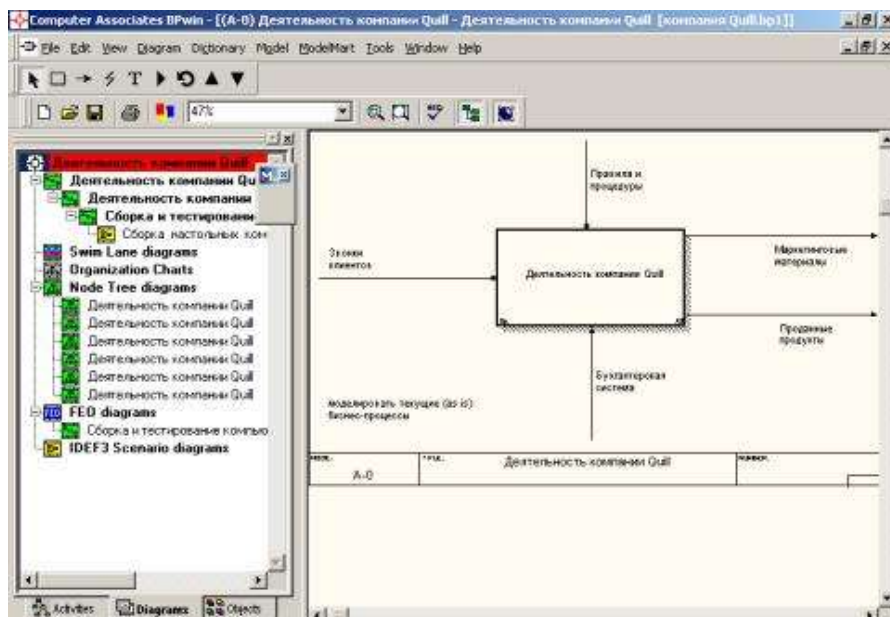 Computer Associates BPwin - [(A-0) Деятельность компании Quill - Деятельность компании Quill [компания Quill.bp1]]
File Edit View Diagram Dictionary Model ModelMart Tools Window Help
47%
Деятельность компании Quill
Деятельность компании Qu
Деятельность компании
Сборка и тестировани
Сборка настольных ком
Swim Lane diagrams
Organization Charts
Node Tree diagrams
Деятельность компании Quill
Деятельность компании Quill
Деятельность компании Quill
Деятельность компании Quill
Деятельность компании Quill
Деятельность компании Quill
FEO diagrams
Сборка и тестирование компью
IDEF3 Scenario diagrams
Activities Diagrams Objects
Правила и
процедуры
Звонки
клиентов
Деятельность компании Quill
Маркетинговые
материалы
Проданные
продукты
Бухгалтерская
система
моделировать текущие (as is)
бизнес-процессы
NODE: TITLE: Деятельность компании Quill NUMBER:
A-0